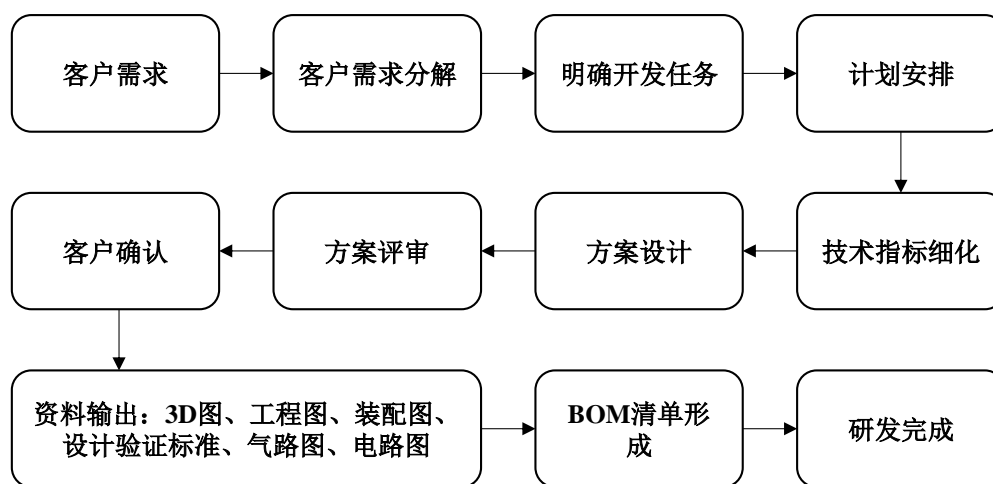 客户需求
客户需求分解
明确开发任务
计划安排
技术指标细化
方案设计
方案评审
客户确认
资料输出：3D图、工程图、装配图、
设计验证标准、气路图、电路图
BOM清单形
成
研发完成